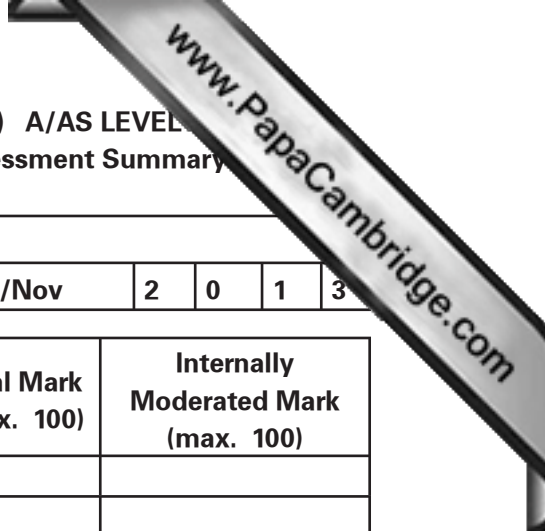 ) A/AS LEVEL
essment Summary
www.PapaCambridge.com
/Nov 2 0 1 3
al Mark
x. 100)
Internally
Moderated Mark
(max. 100)